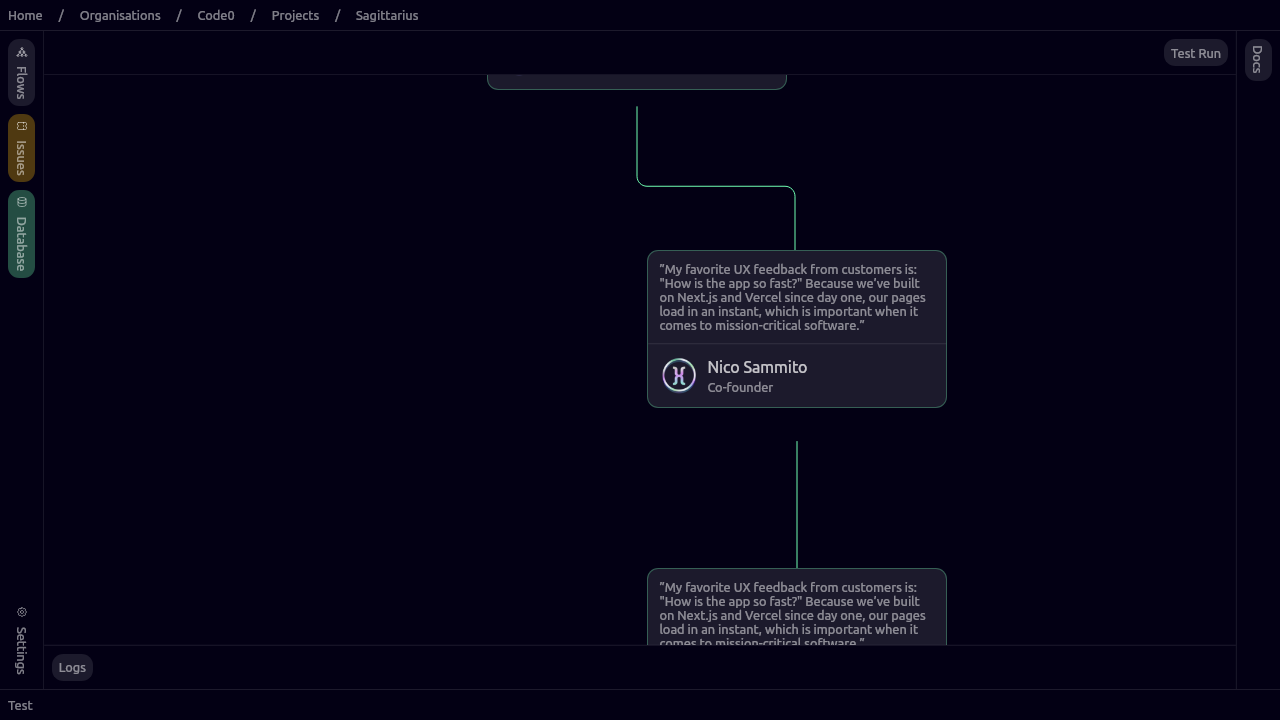 Home / Organisations / Code0 / Projects / Sagittarius
Test Run
Flows
Issues
Database
Settings
Docs
"My favorite UX feedback from customers is:
"How is the app so fast?" Because we've built
on Next.js and Vercel since day one, our pages
load in an instant, which is important when it
comes to mission-critical software."
Nico Sammito
Co-founder
"My favorite UX feedback from customers is:
"How is the app so fast?" Because we've built
on Next.js and Vercel since day one, our pages
load in an instant, which is important when it
comes to mission-critical software."
Logs
Test